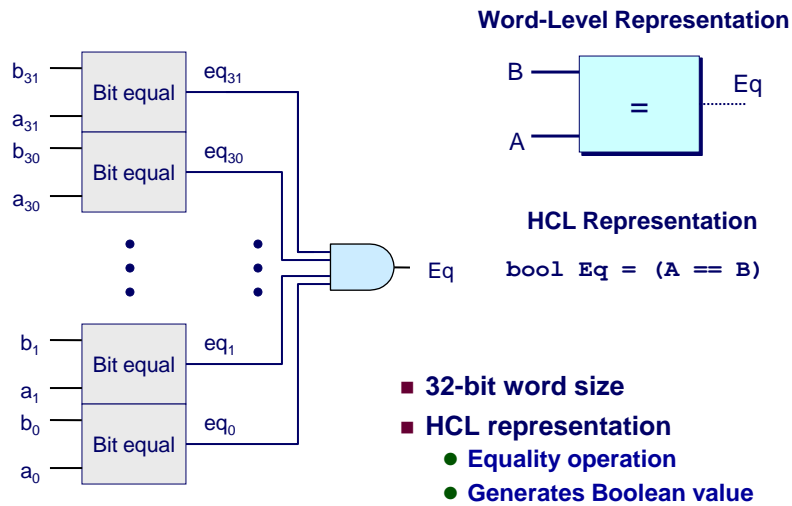 Word-Level Representation
b31
Bit equal
eq31
a31
b30
Bit equal
eq30
a30
b1
Bit equal
eq1
a1
b0
Bit equal
eq0
a0
Eq
B
A
=
Eq
HCL Representation
bool Eq = (A == B)
32-bit word size
HCL representation
Equality operation
Generates Boolean value